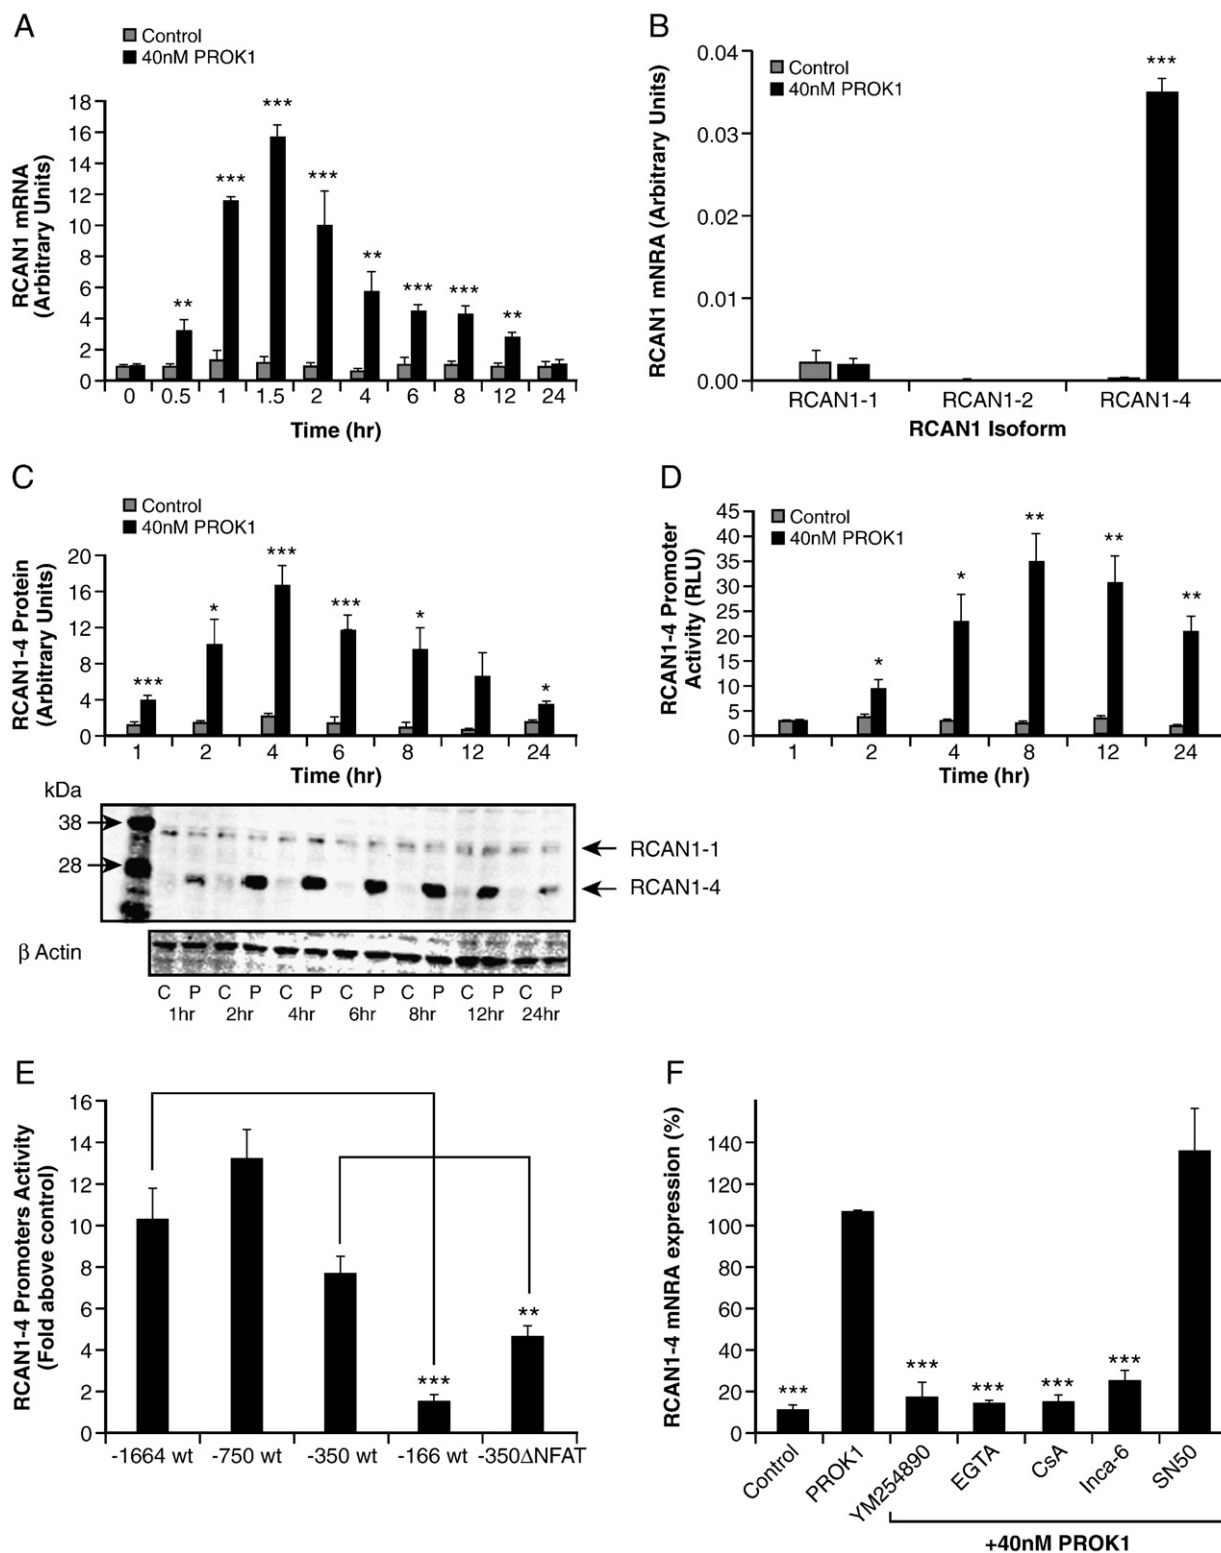 A
Control
40nM PROK1
RCAN1 mRNA
(Arbitrary Units)
18
16
14
12
10
8
6
4
2
0
** *** *** *** ** *** *** **
0 0.5 1 1.5 2 4 6 8 12 24
Time (hr)
B
Control
40nM PROK1
RCAN1 mNRA (Arbitrary Units)
0.04
0.03
0.02
0.01
0.00
***
RCAN1-1 RCAN1-2 RCAN1-4
RCAN1 Isoform
C
Control
40nM PROK1
RCAN1-4 Protein
(Arbitrary Units)
20
16
12
8
4
0
*** * *** *** * *
1 2 4 6 8 12 24
Time (hr)
kDa
38
28
RCAN1-1
RCAN1-4
β Actin
C P C P C P C P C P C P C P
1hr 2hr 4hr 6hr 8hr 12hr 24hr
D
Control
40nM PROK1
RCAN1-4 Promoter
Activity (RLU)
45
40
35
30
25
20
15
10
5
0
* * ** ** **
1 2 4 8 12 24
Time (hr)
E
RCAN1-4 Promoters Activity
(Fold above control)
16
14
12
10
8
6
4
2
0
*** **
-1664 wt -750 wt -350 wt -166 wt -350ΔNFAT
F
RCAN1-4 mNRA expression (%)
140
120
100
80
60
40
20
0
*** *** *** *** ***
Control PROK1 YM254890 EGTA CsA Inca-6 SN50
+40nM PROK1